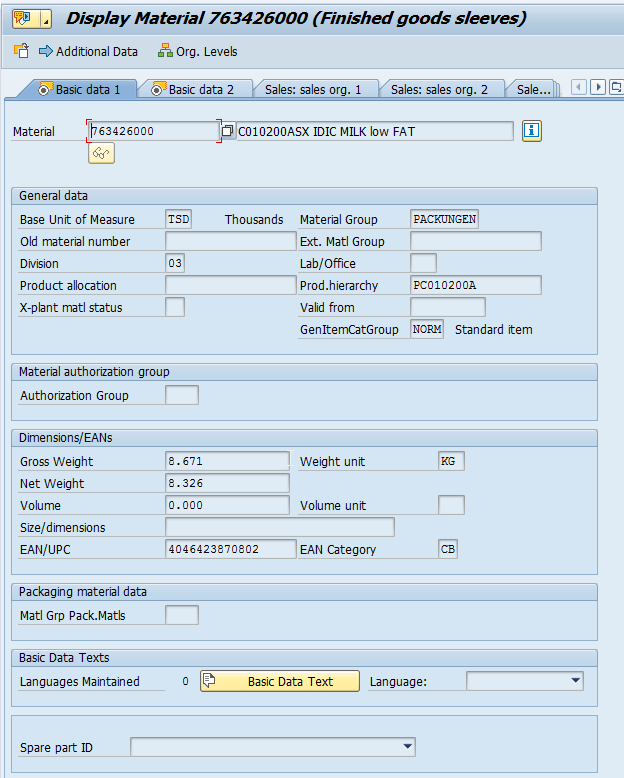 Display Material 763426000 (Finished goods sleeves)
Additional Data Org. Levels
Basic data 1 Basic data 2 Sales: sales org. 1 Sales: sales org. 2 Sale...
Material 763426000 C010200ASX IDIC MILK low FAT
General data
Base Unit of Measure TSD Thousands Material Group PACKUNGEN
Old material number Ext. Matl Group
Division 03 Lab/Office
Product allocation Prod.hierarchy PC010200A
X-plant matl status Valid from
GenItemCatGroup NORM Standard item
Material authorization group
Authorization Group
Dimensions/EANs
Gross Weight 8.671 Weight unit KG
Net Weight 8.326
Volume 0.000 Volume unit
Size/dimensions
EAN/UPC 4046423870802 EAN Category CB
Packaging material data
Matl Grp Pack.Matls
Basic Data Texts
Languages Maintained 0 Basic Data Text Language:
Spare part ID